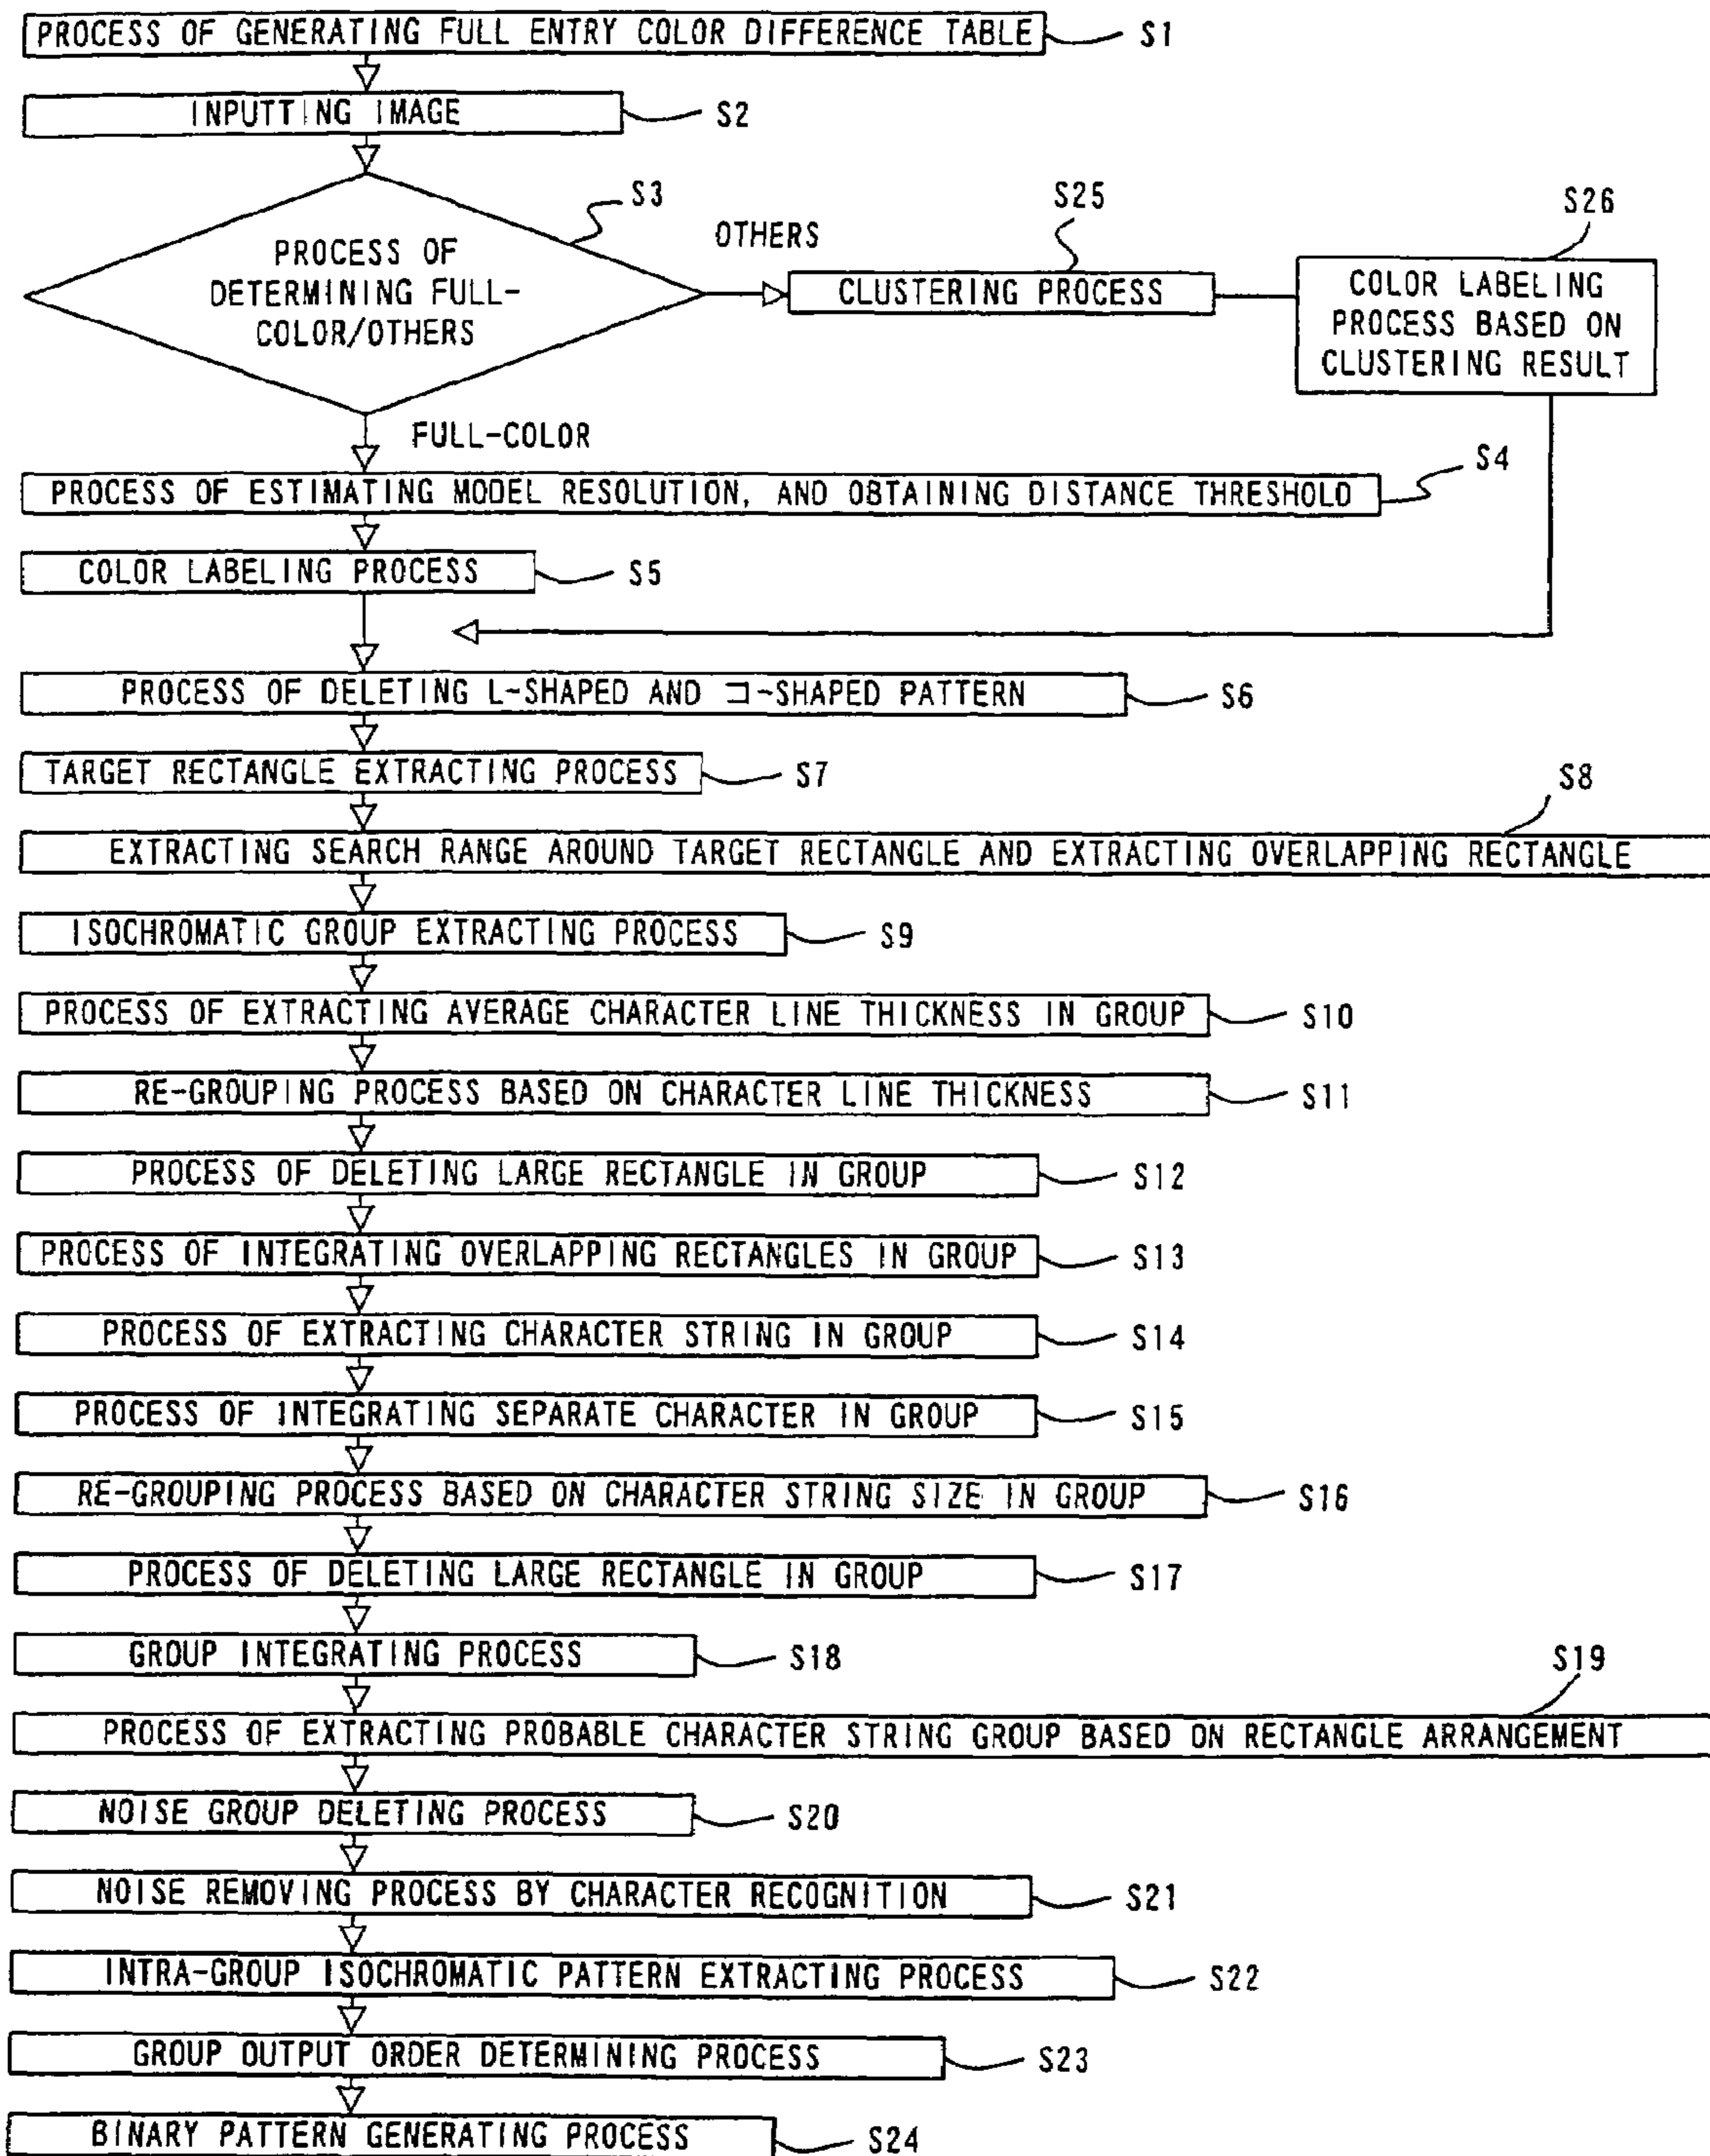 PROCESS OF GENERATING FULL ENTRY COLOR DIFFERENCE TABLE S1
INPUTTING IMAGE S2
S3
PROCESS OF
DETERMINING FULL-
COLOR/OTHERS
OTHERS
S25
CLUSTERING PROCESS
S26
COLOR LABELING
PROCESS BASED ON
CLUSTERING RESULT
FULL-COLOR
S4
PROCESS OF ESTIMATING MODEL RESOLUTION, AND OBTAINING DISTANCE THRESHOLD
COLOR LABELING PROCESS S5
PROCESS OF DELETING L-SHAPED AND コ-SHAPED PATTERN S6
TARGET RECTANGLE EXTRACTING PROCESS S7
S8
EXTRACTING SEARCH RANGE AROUND TARGET RECTANGLE AND EXTRACTING OVERLAPPING RECTANGLE
ISOCHROMATIC GROUP EXTRACTING PROCESS S9
PROCESS OF EXTRACTING AVERAGE CHARACTER LINE THICKNESS IN GROUP S10
RE-GROUPING PROCESS BASED ON CHARACTER LINE THICKNESS S11
PROCESS OF DELETING LARGE RECTANGLE IN GROUP S12
PROCESS OF INTEGRATING OVERLAPPING RECTANGLES IN GROUP S13
PROCESS OF EXTRACTING CHARACTER STRING IN GROUP S14
PROCESS OF INTEGRATING SEPARATE CHARACTER IN GROUP S15
RE-GROUPING PROCESS BASED ON CHARACTER STRING SIZE IN GROUP S16
PROCESS OF DELETING LARGE RECTANGLE IN GROUP S17
GROUP INTEGRATING PROCESS S18
S19
PROCESS OF EXTRACTING PROBABLE CHARACTER STRING GROUP BASED ON RECTANGLE ARRANGEMENT
NOISE GROUP DELETING PROCESS S20
NOISE REMOVING PROCESS BY CHARACTER RECOGNITION S21
INTRA-GROUP ISOCHROMATIC PATTERN EXTRACTING PROCESS S22
GROUP OUTPUT ORDER DETERMINING PROCESS S23
BINARY PATTERN GENERATING PROCESS S24